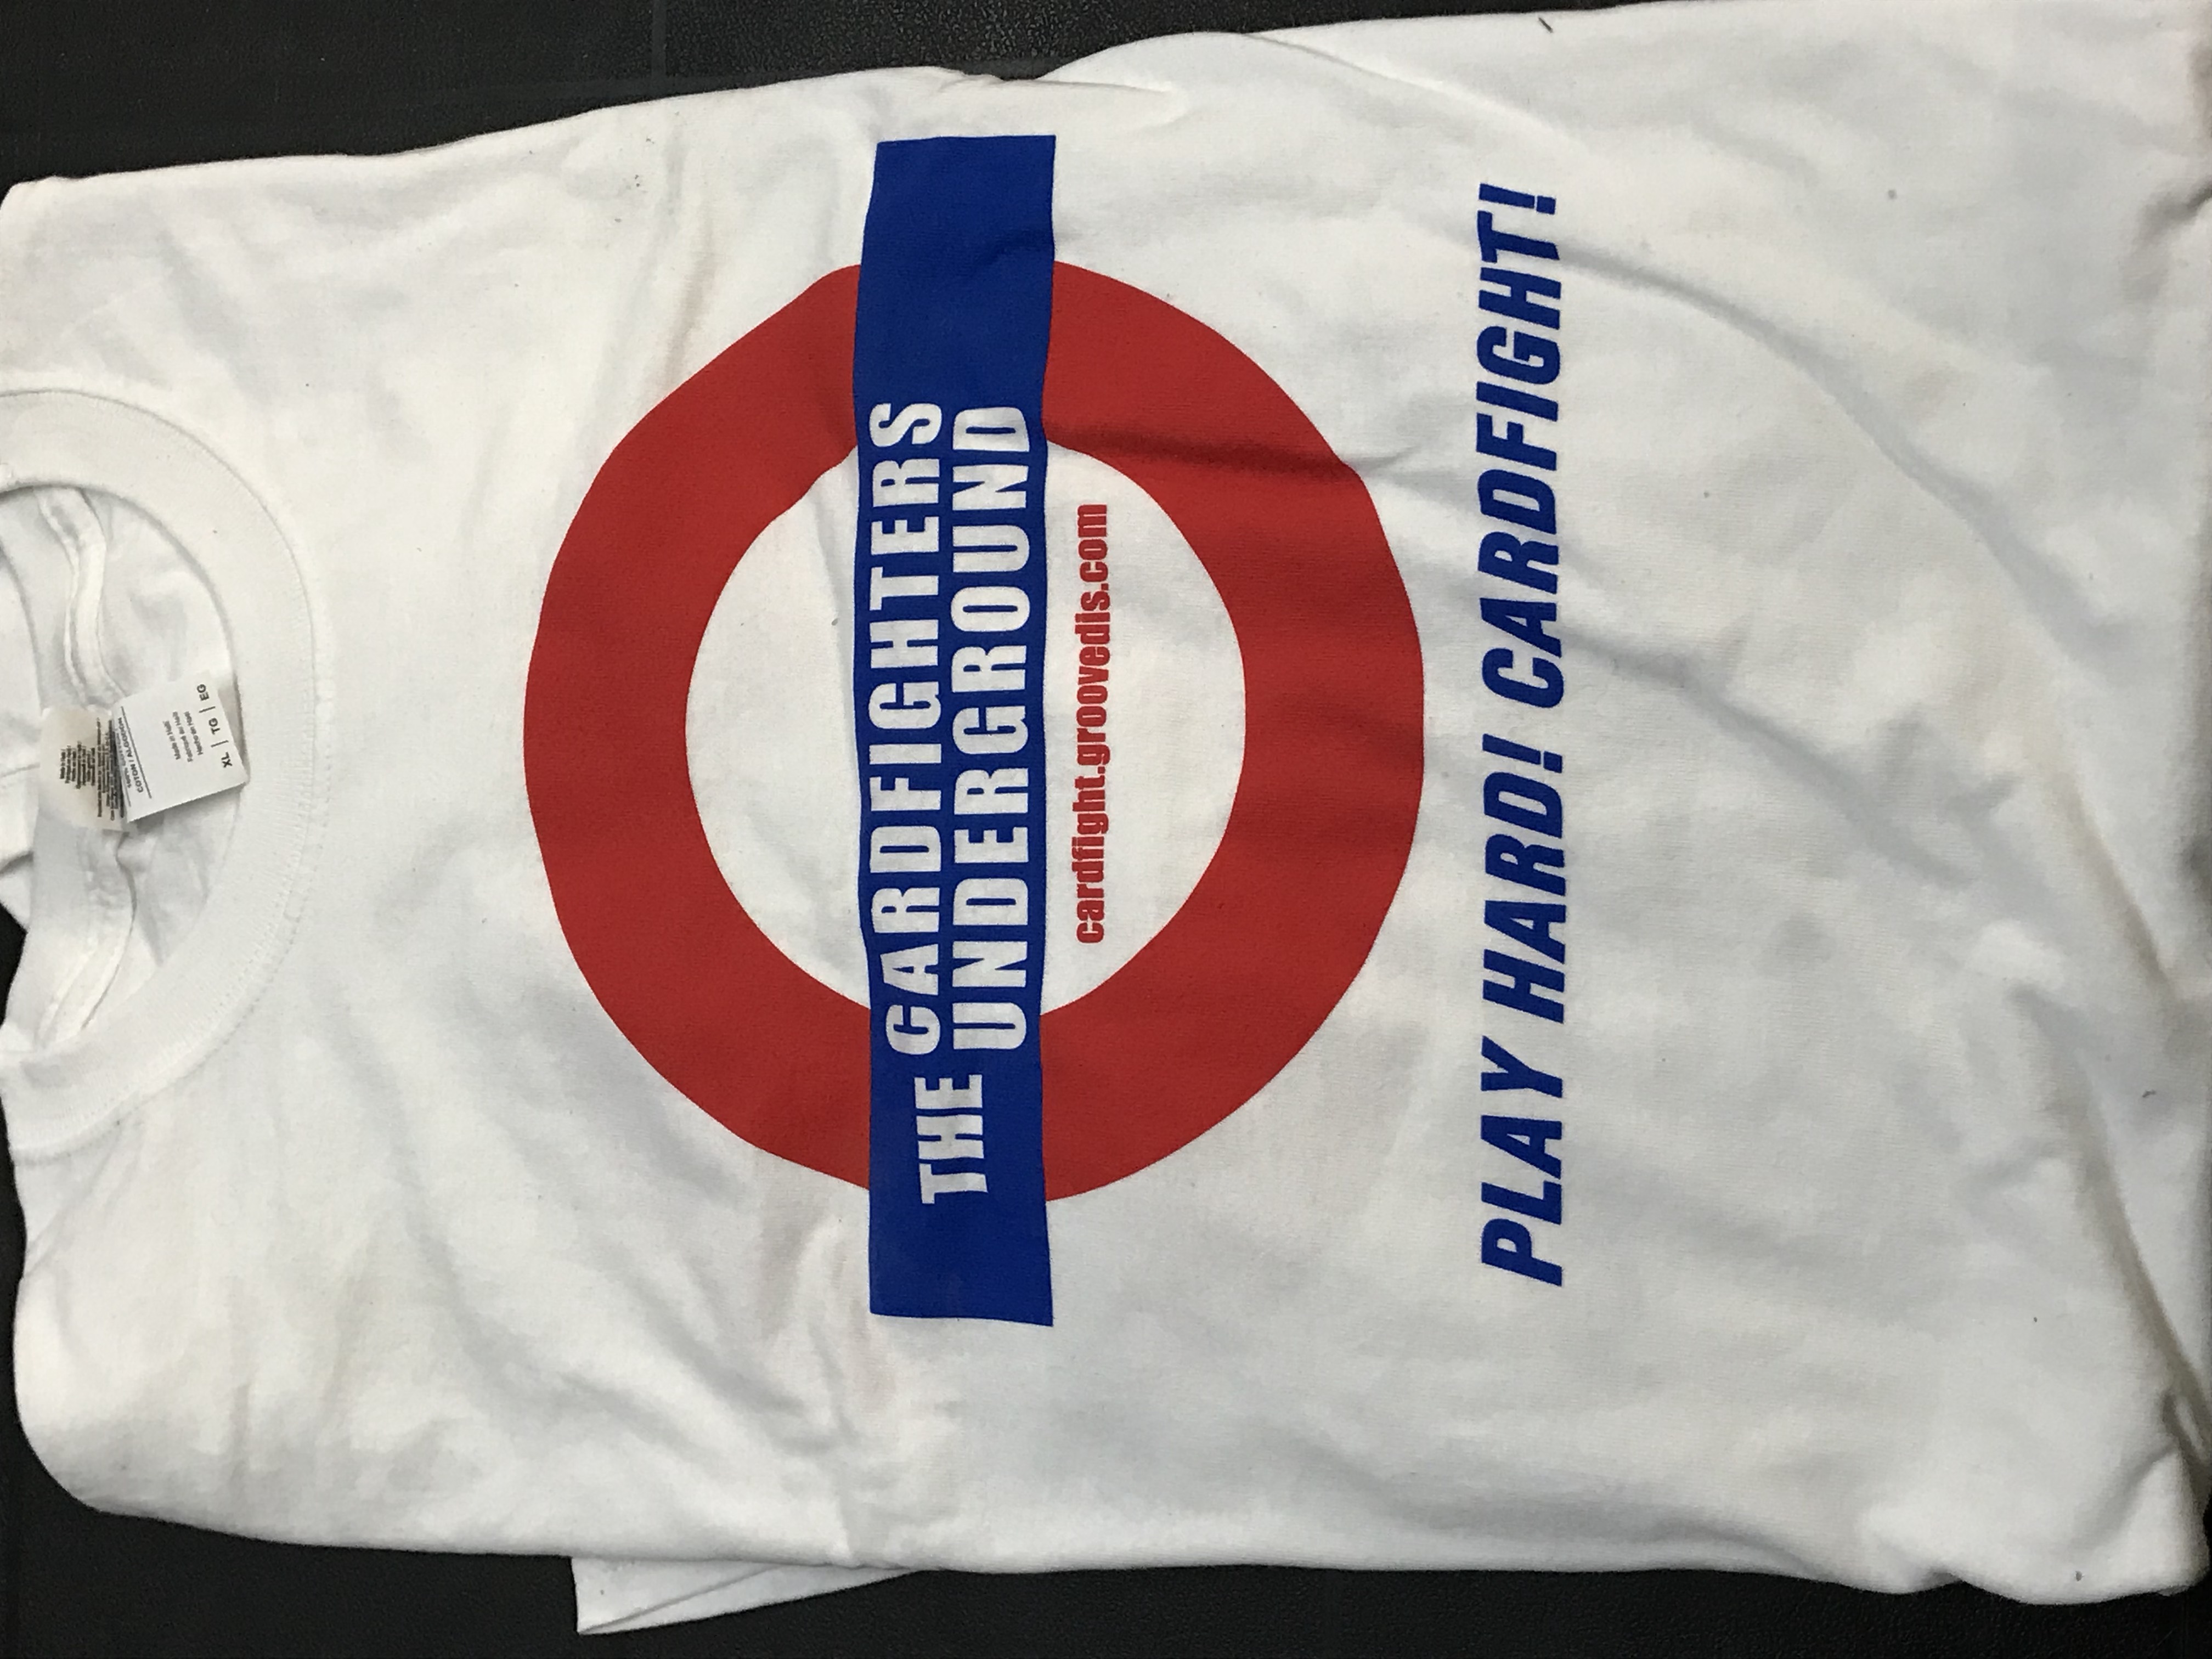 THE CARDFIGHTERS
UNDERGROUND
cardfight.groovedis.com
PLAY HARD! CARDFIGHT!
XL | TG | EG